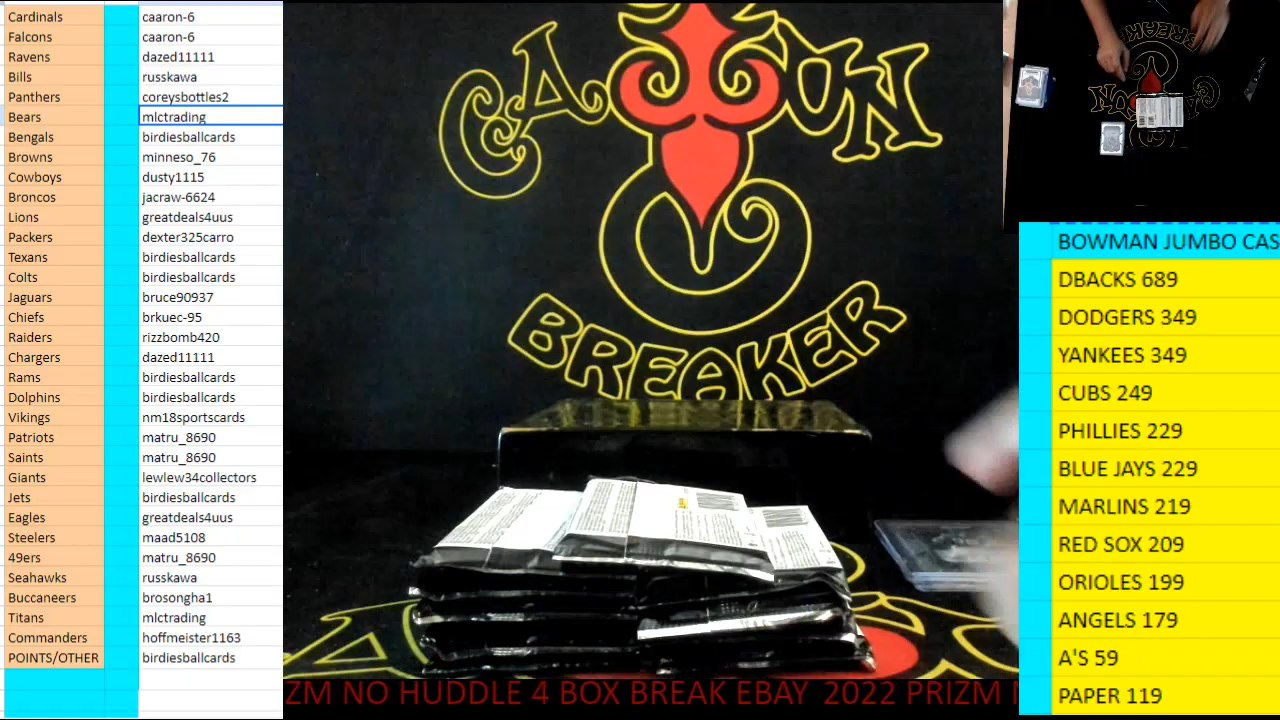 Cardinals caaron-6
Falcons caaron-6
Ravens dazed11111
Bills russkawa
Panthers coreysbottles2
Bears mlctrading
Bengals birdiesballcards
Browns minneso_76
Cowboys dusty1115
Broncos jacraw-6624
Lions greatdeals4uus
Packers dexter325carro
Texans birdiesballcards
Colts birdiesballcards
Jaguars bruce90937
Chiefs brkuec-95
Raiders rizzbomb420
Chargers dazed11111
Rams birdiesballcards
Dolphins birdiesballcards
Vikings nm18sportscards
Patriots matru_8690
Saints matru_8690
Giants lewlew34collectors
Jets birdiesballcards
Eagles greatdeals4uus
Steelers maad5108
49ers matru_8690
Seahawks russkawa
Buccaneers brosongha1
Titans mlctrading
Commanders hoffmeister1163
POINTS/OTHER birdiesballcards
BREAKER
BOWMAN JUMBO CAS
DBACKS 689
DODGERS 349
YANKEES 349
CUBS 249
PHILLIES 229
BLUE JAYS 229
MARLINS 219
RED SOX 209
ORIOLES 199
ANGELS 179
A'S 59
PAPER 119
ZM NO HUDDLE 4 BOX BREAK EBAY 2022 PRIZM